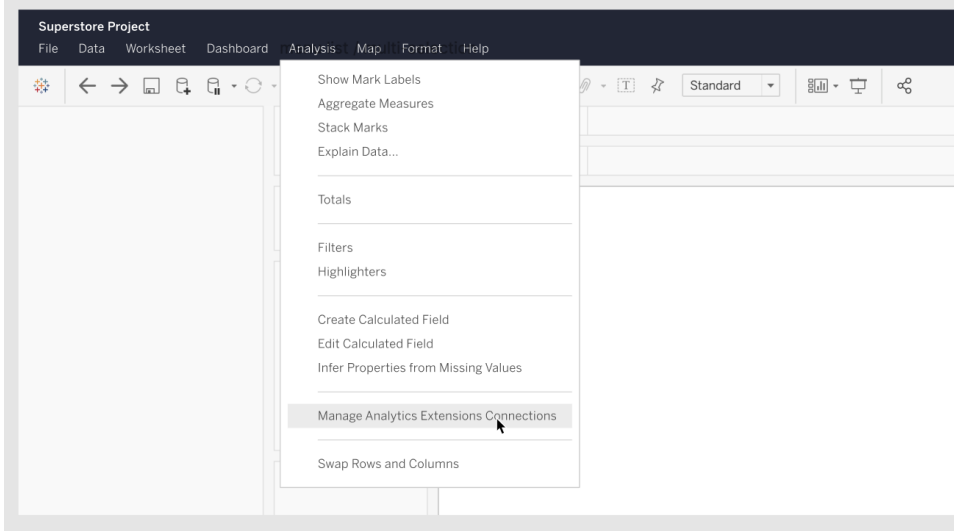 Superstore Project
File Data Worksheet Dashboard Analysis Map Format Help
Standard
Show Mark Labels
Aggregate Measures
Stack Marks
Explain Data...
Totals
Filters
Highlighters
Create Calculated Field
Edit Calculated Field
Infer Properties from Missing Values
Manage Analytics Extensions Connections
Swap Rows and Columns